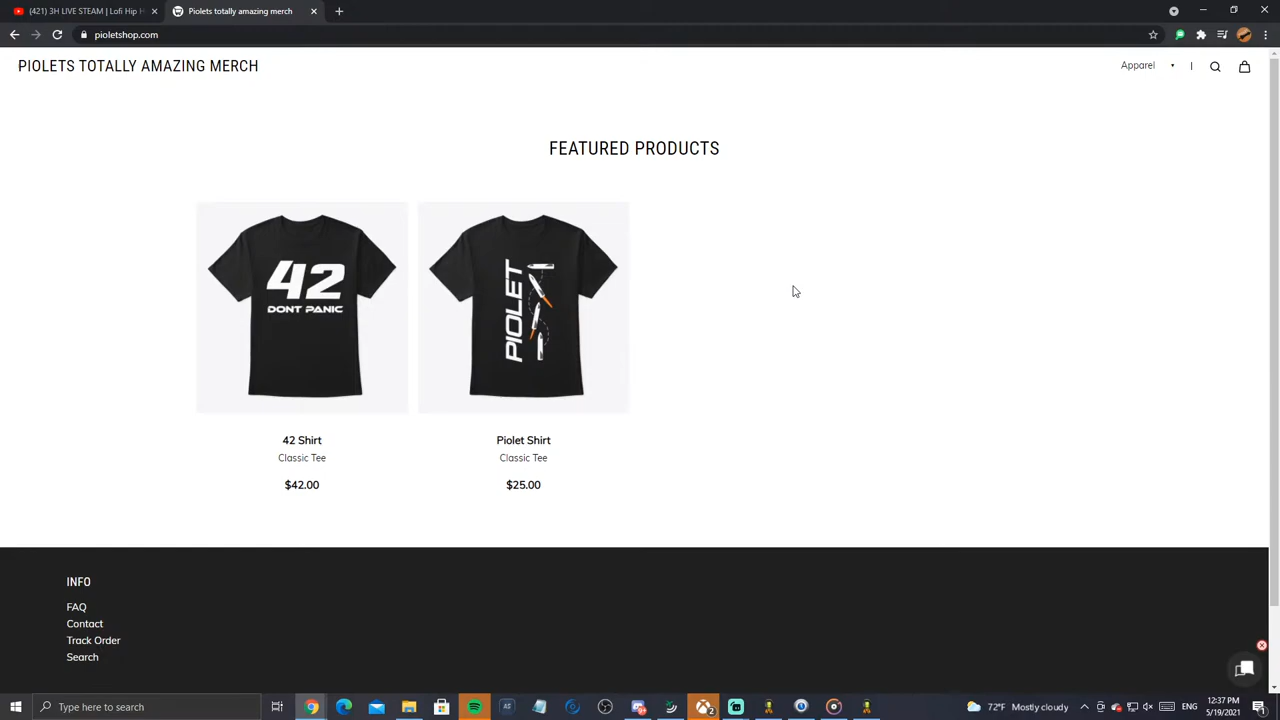 (421) 3H LIVE STEAM | Lofi Hip H
Piolets totally amazing merch
pioletshop.com
PIOLETS TOTALLY AMAZING MERCH
Apparel
FEATURED PRODUCTS
42
DONT PANIC
PIOLET
42 Shirt
Piolet Shirt
Classic Tee
Classic Tee
$42.00
$25.00
INFO
FAQ
Contact
Track Order
Search
Type here to search
72°F Mostly cloudy
ENG
12:37 PM
5/19/2021